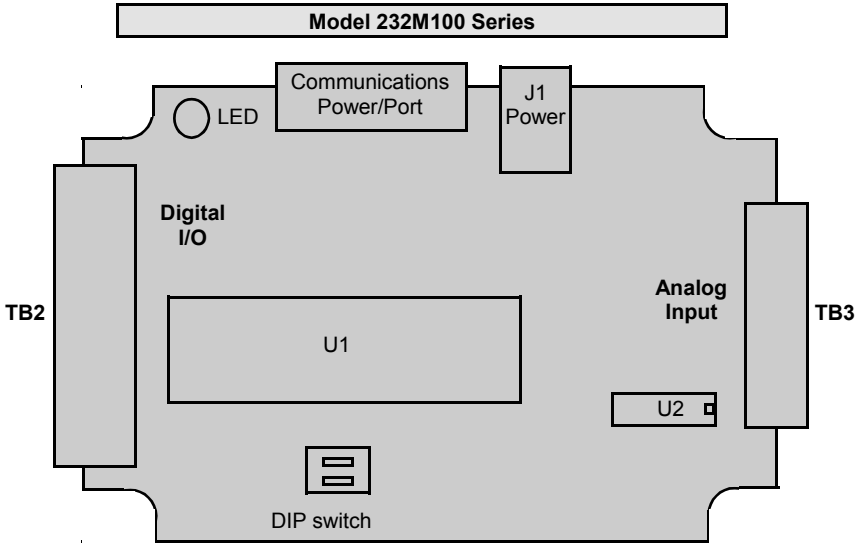 Model 232M100 Series
Communications
Power/Port
J1
Power
LED
Digital
I/O
TB2
Analog
Input
TB3
U1
U2
DIP switch